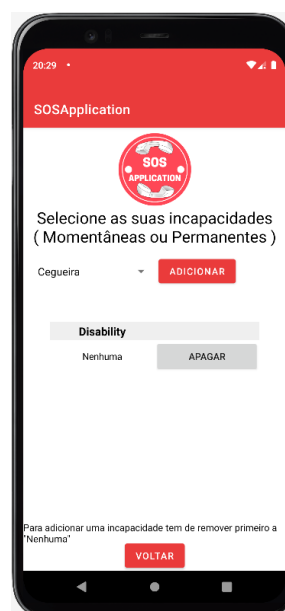 20:29
SOSApplication
SOS
APPLICATION
Selecione as suas incapacidades
( Momentâneas ou Permanentes )
Cegueira ADICIONAR
Disability
Nenhuma APAGAR
Para adicionar uma incapacidade tem de remover primeiro a
"Nenhuma"
VOLTAR